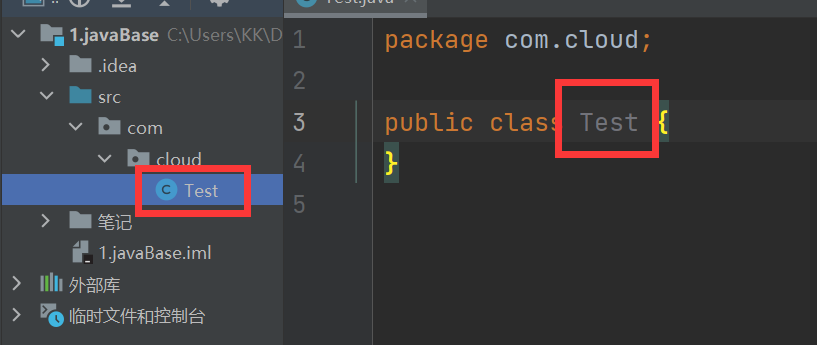 Test.java
1.javaBase C:\Users\KK\D
.idea
src
com
cloud
Test
笔记
1.javaBase.iml
外部库
临时文件和控制台
1 package com.cloud;
2
3 public class Test {
4 }
5